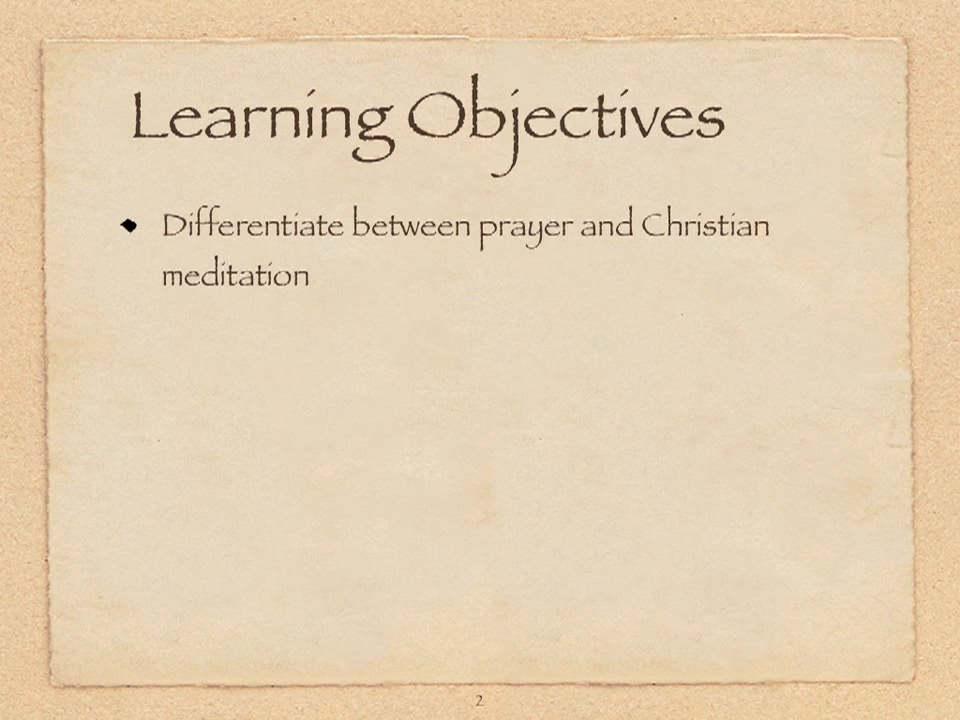 Learning Objectives
Differentiate between prayer and Christian
meditation
2